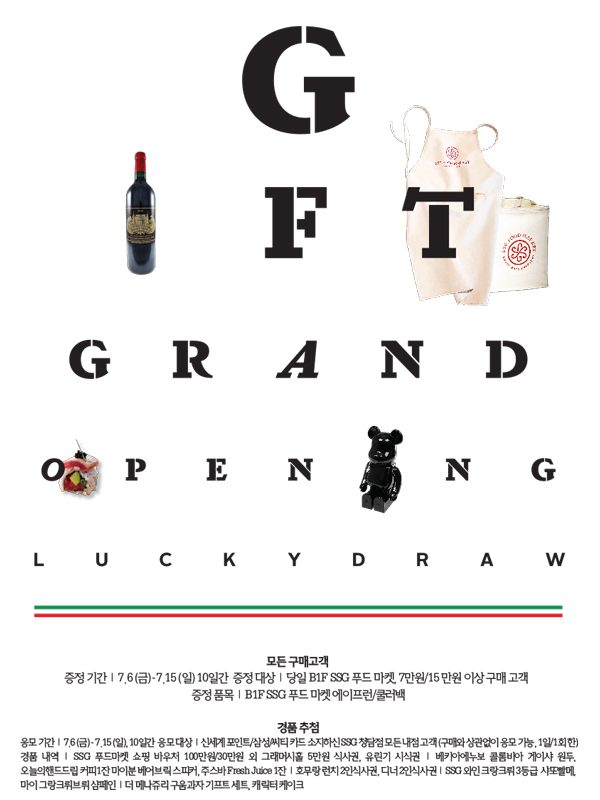 G
F T
GRAND
OPEN NG
LUCKYDRAW
모든 구매고객
증정 기간 | 7.6 (금) - 7.15 (일) 10일간 증정 대상 | 당일 B1F SSG 푸드 마켓, 7만원/15 만원 이상 구매 고객
증정 품목 | B1F SSG 푸드 마켓 에이프런/쿨러백
경품 추첨
응모 기간 | 7.6 (금) - 7.15 (일), 10일간 응모 대상 | 신세계 포인트/삼성/씨티 카드 소지하신 SSG 청담점 모든 내점 고객 (구매와 상관없이 응모 가능, 1일/1회 한)
경품 내역 | SSG 푸드마켓 쇼핑 바우처 100만원/30만원 외 그래머시홀 5만원 식사권, 유린기 시식권 | 베키아에누보 콜롬비아 게이샤 원두,
오늘의핸드드립 커피1잔 마이분 베어브릭 스피커, 주스바 Fresh Juice 1잔 | 호무랑 런치 2인식사권, 디너 2인식사권 | SSG 와인 크랑크뤼 3등급 샤또빨메,
마이 그랑크뤼브뤼 샴페인 | 더 메나쥬리 구움과자 기프트 세트, 캐릭터 케이크